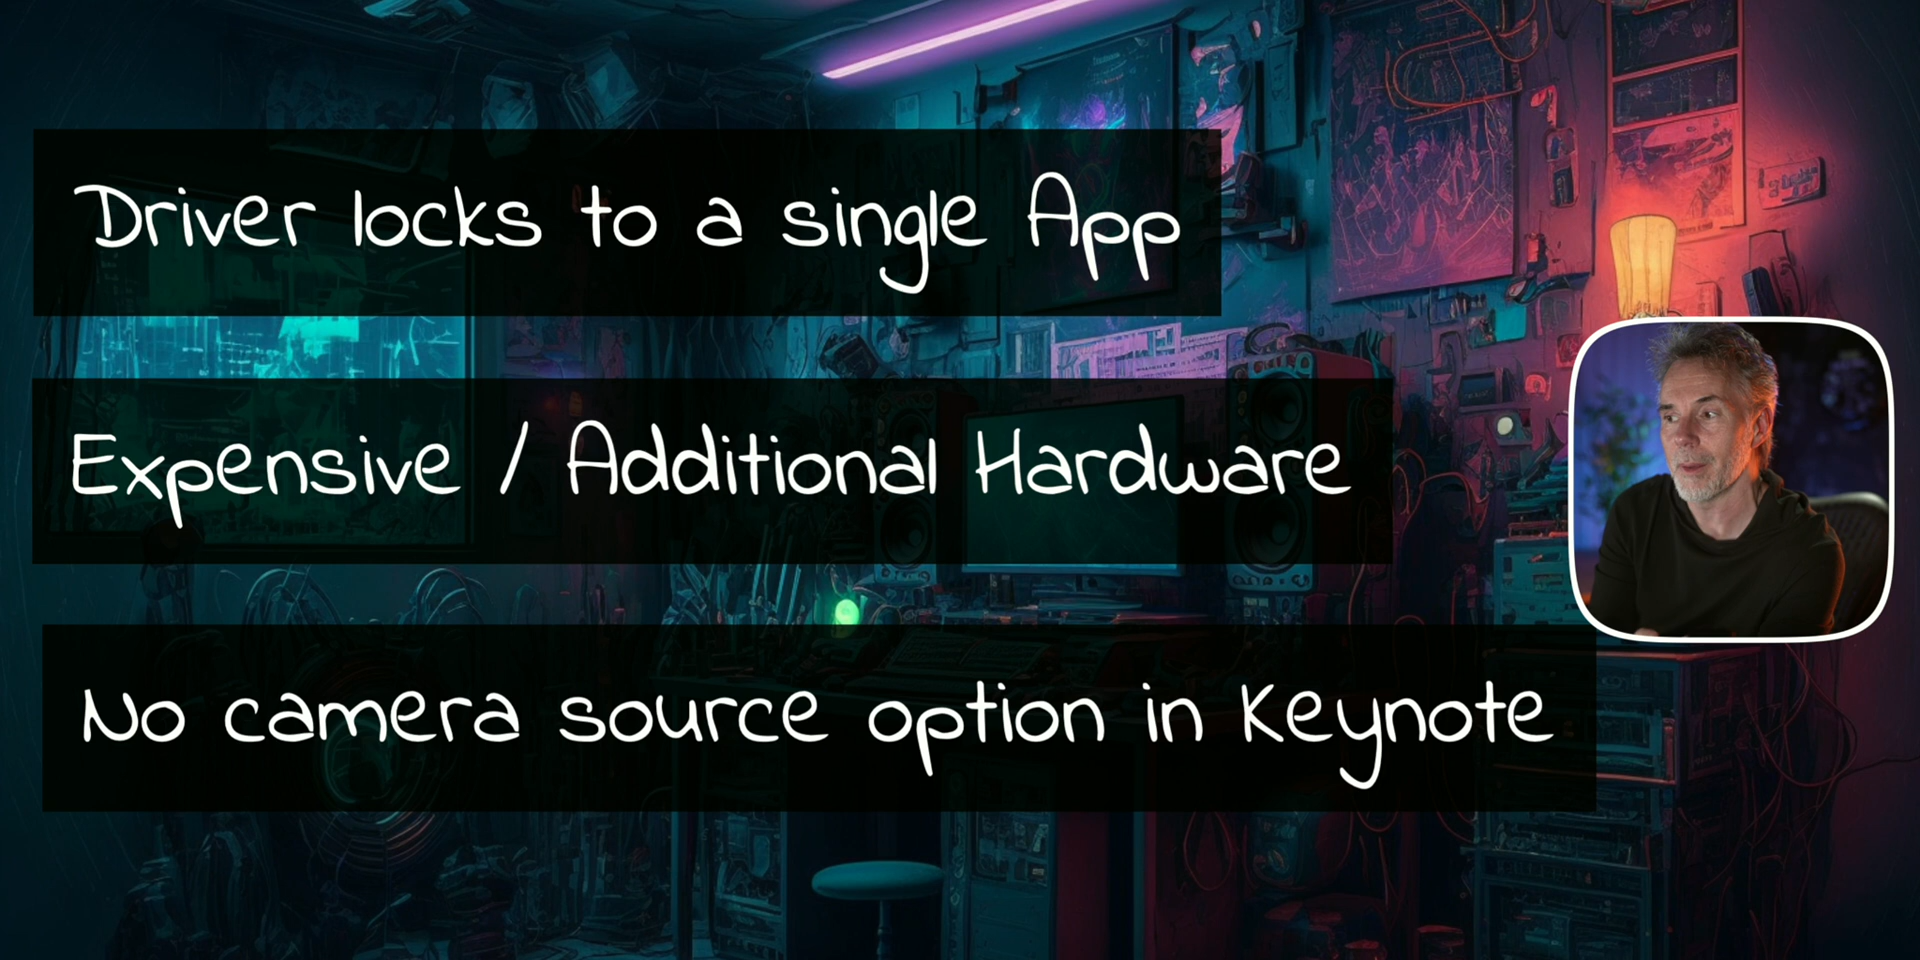 Driver locks to a single App
Expensive / Additional Hardware
No camera source option in Keynote